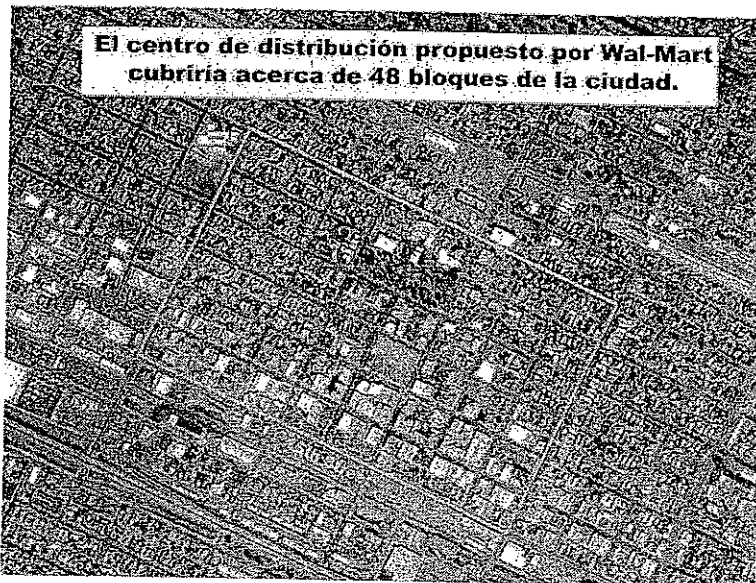 El centro de distribución propuesto por Wal-Mart
cubriría acerca de 48 bloques de la ciudad.